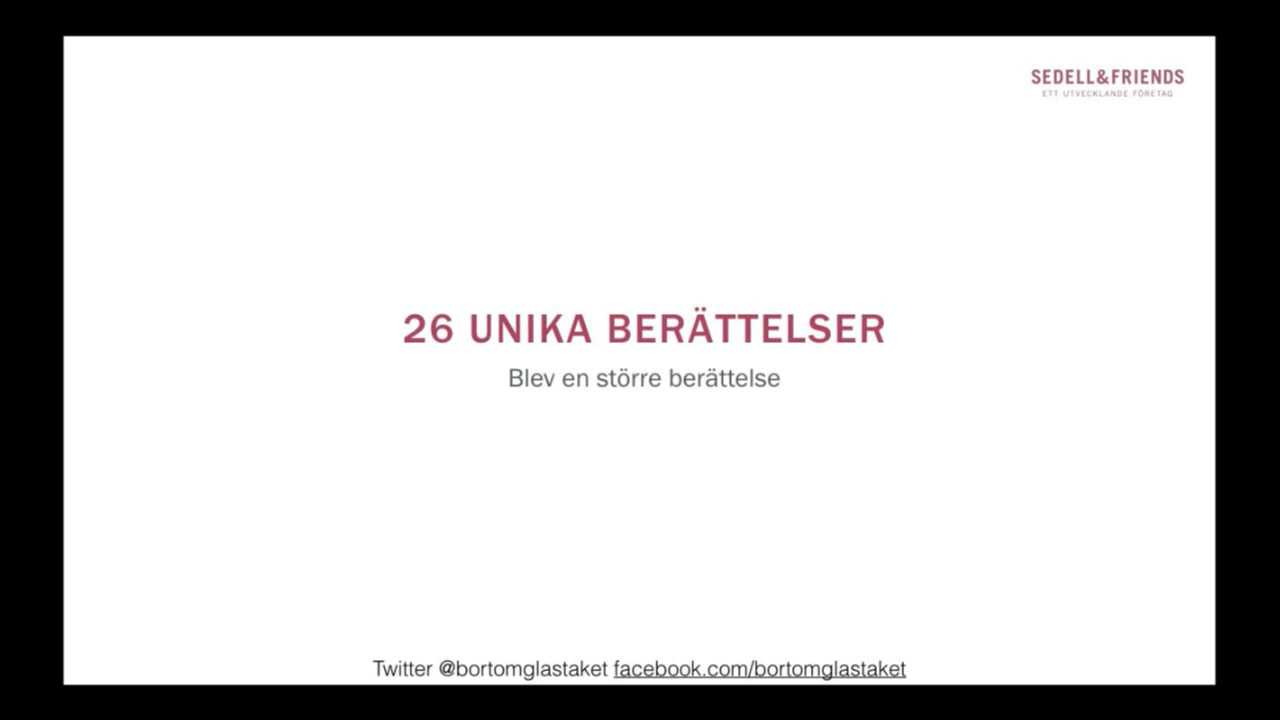 SEDELL&FRIENDS
ETT UTVECKLANDE FÖRETAG
26 UNIKA BERÄTTELSER
Blev en större berättelse
Twitter @bortomglastaket facebook.com/bortomglastaket